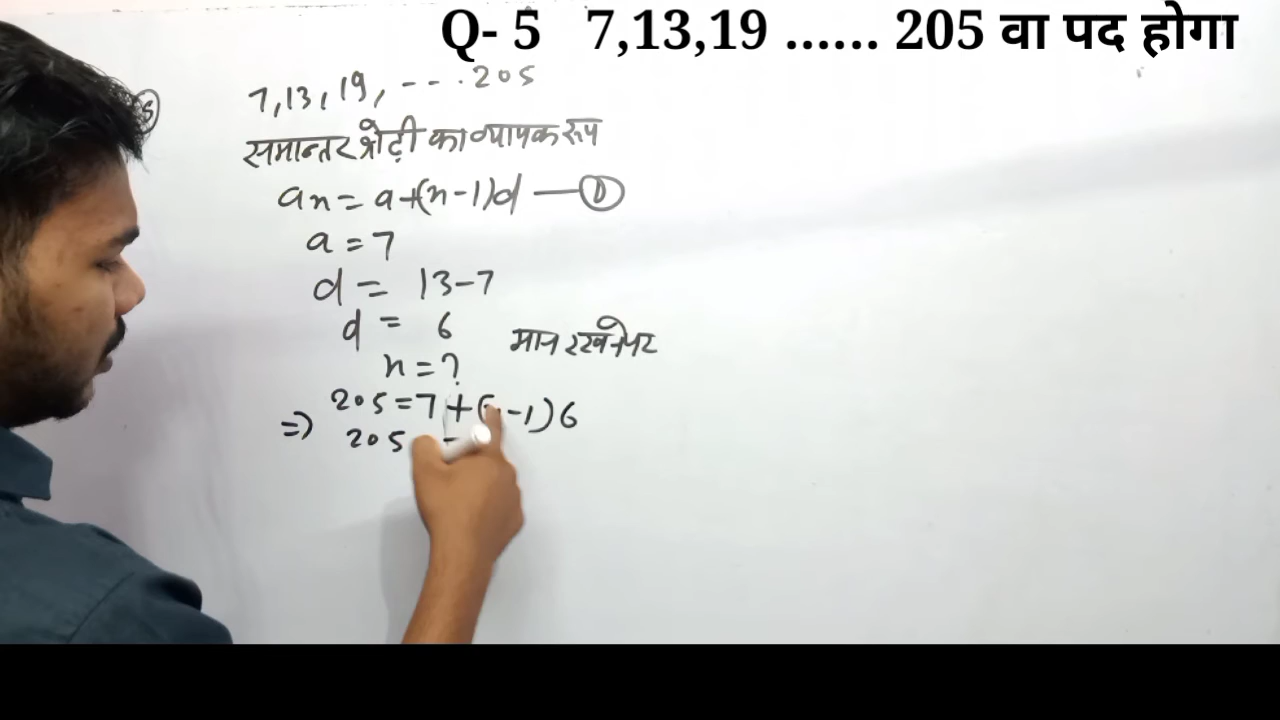 Q- 5 7,13,19 ...... 205 वा पद होगा
5
7, 13, 19, - - . 205
समान्तर श्रेढ़ी का व्यापक रूप
an = a+(n-1)d — 1
a = 7
d = 13-7
d = 6
मान रखने पर
n = ?
⇒ 205 = 7 + ( -1)6
205